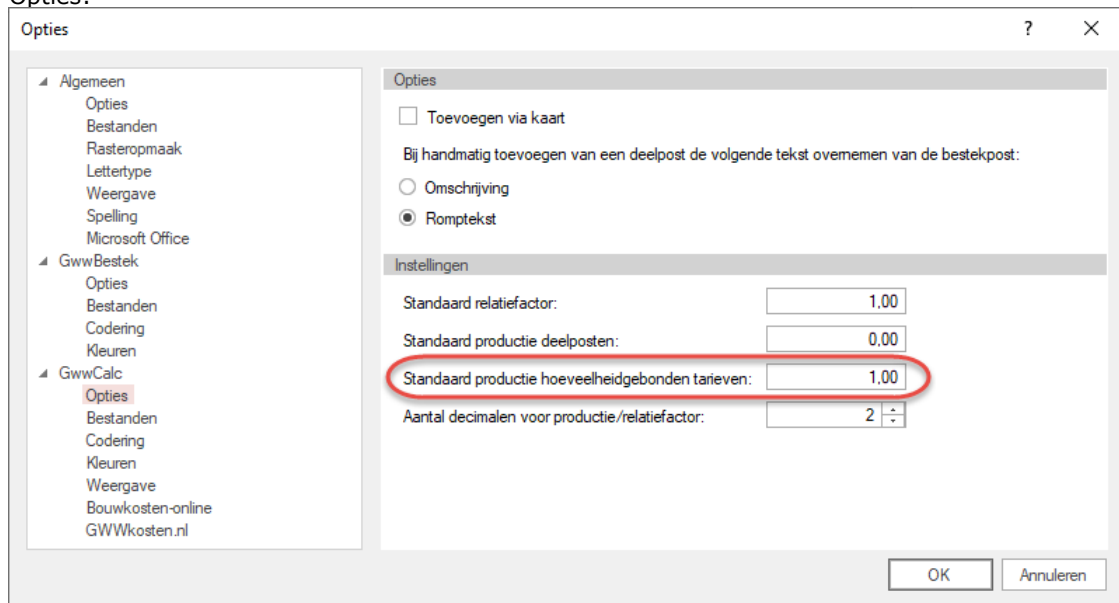 Opties:
Opties
?
Algemeen
Opties
Bestanden
Rasteropmaak
Lettertype
Weergave
Spelling
Microsoft Office
GwwBestek
Opties
Bestanden
Codering
Kleuren
GwwCalc
Opties
Bestanden
Codering
Kleuren
Weergave
Bouwkosten-online
GWWkosten.nl
Opties
Toevoegen via kaart
Bij handmatig toevoegen van een deelpost de volgende tekst overnemen van de bestekpost:
Omschrijving
Romptekst
Instellingen
Standaard relatiefactor: 1,00
Standaard productie deelposten: 0,00
Standaard productie hoeveelheidgebonden tarieven: 1,00
Aantal decimalen voor productie/relatiefactor: 2
OK Annuleren